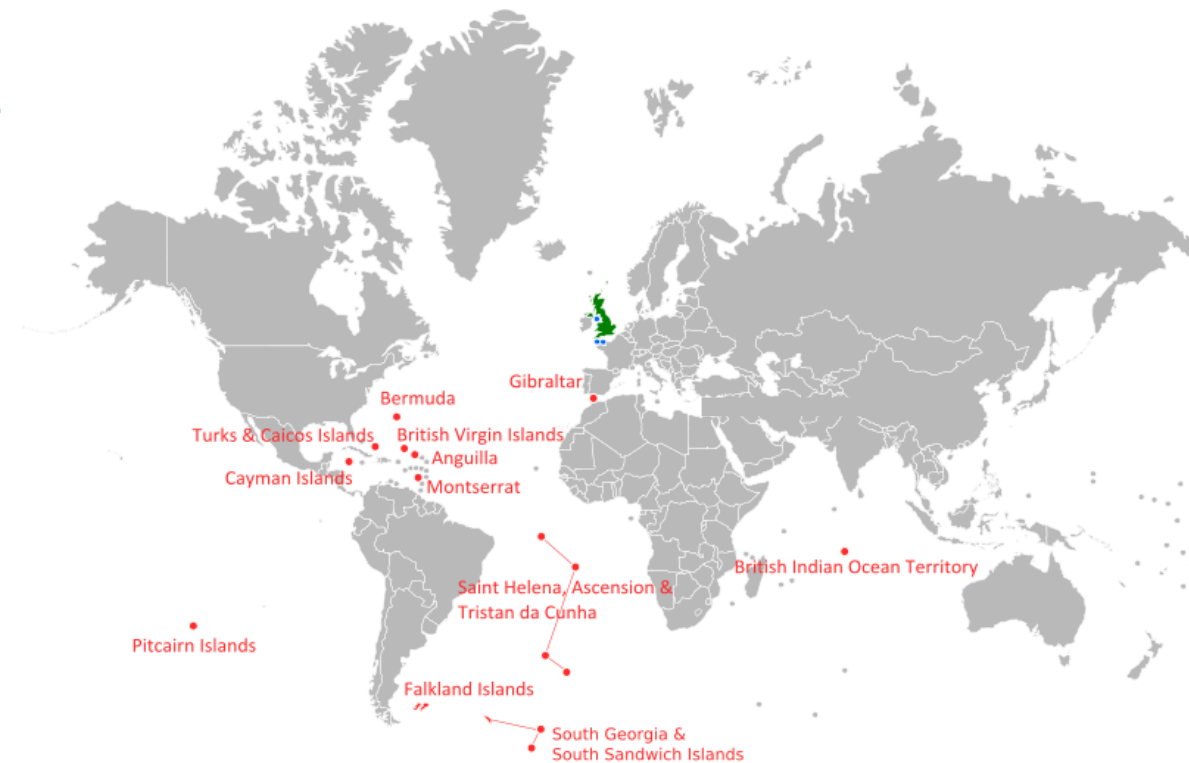 Gibraltar
Bermuda
Turks & Caicos Islands
British Virgin Islands
Anguilla
Cayman Islands
Montserrat
British Indian Ocean Territory
Saint Helena, Ascension &
Tristan da Cunha
Pitcairn Islands
Falkland Islands
South Georgia &
South Sandwich Islands